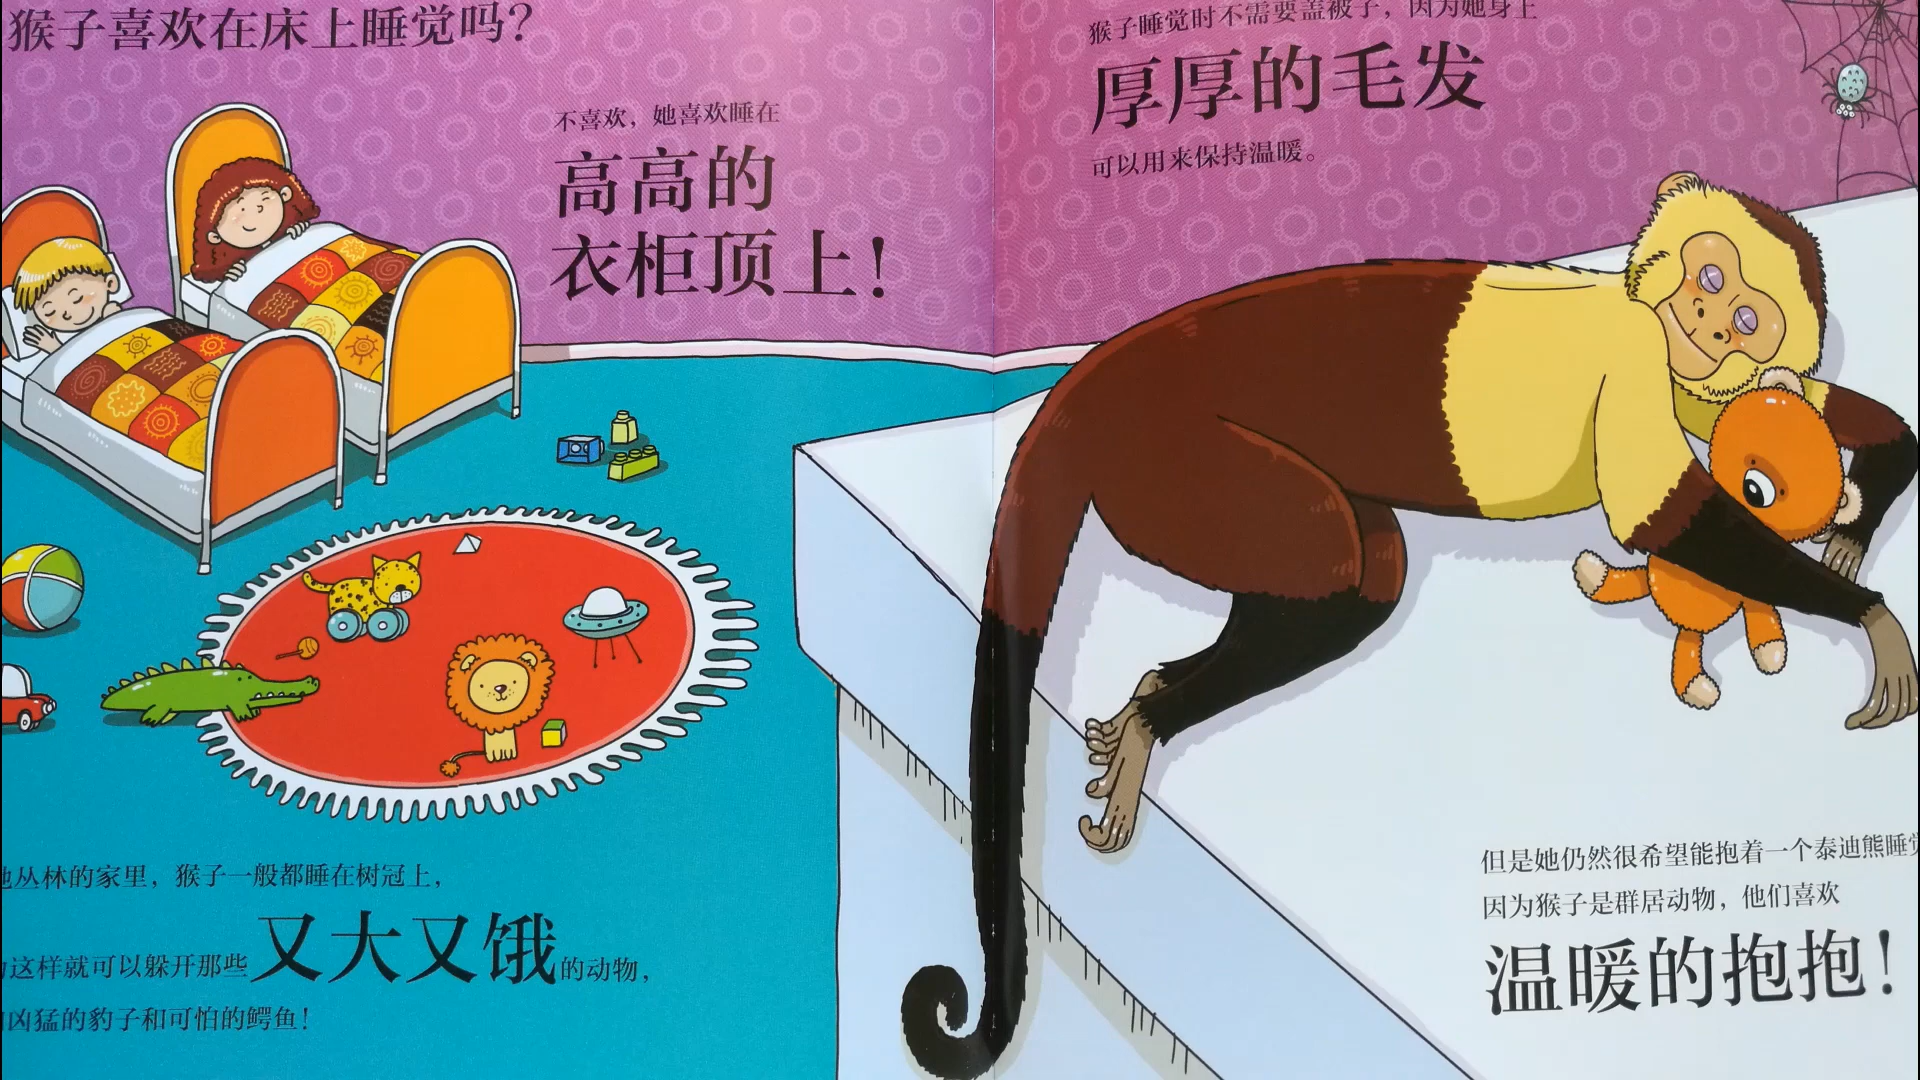 猴子喜欢在床上睡觉吗？
不喜欢，她喜欢睡在
高高的
衣柜顶上！
丛林的家里，猴子一般都睡在树冠上，
这样就可以躲开那些又大又饿的动物，
凶猛的豹子和可怕的鳄鱼！
猴子睡觉时不需要盖被子，因为她身上
厚厚的毛发
可以用来保持温暖。
但是她仍然很希望能抱着一个泰迪熊睡觉
因为猴子是群居动物，他们喜欢
温暖的抱抱！